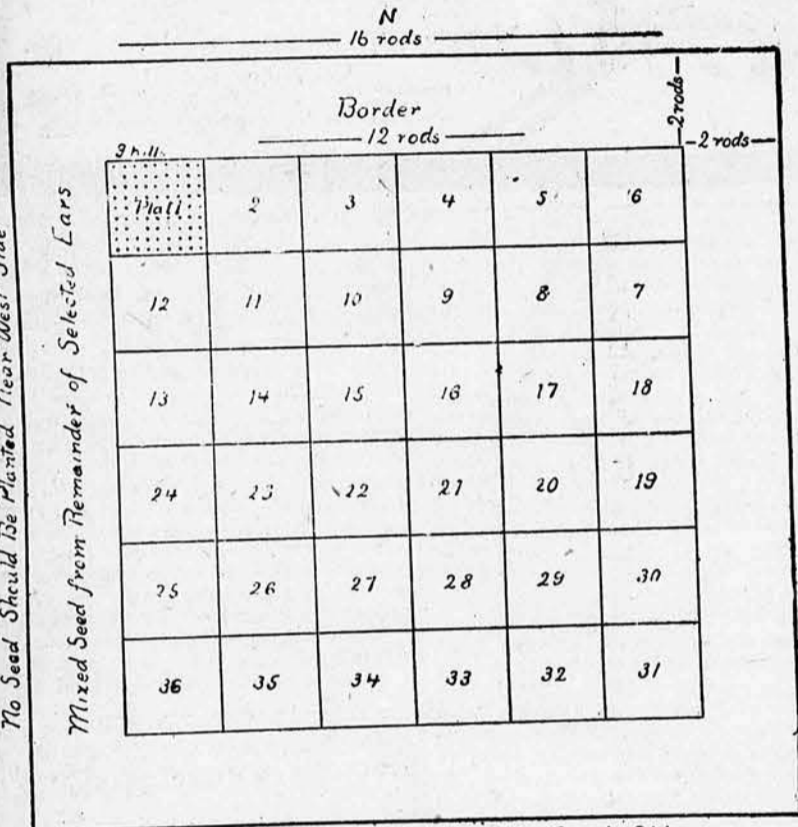 N
16 rods
Border
12 rods
2 rods
2 rods
9 hills
Plat 1 2 3 4 5 6
12 11 10 9 8 7
13 14 15 16 17 18
24 23 22 21 20 19
25 26 27 28 29 30
36 35 34 33 32 31
No Seed Should Be Planted Near West Side
Mixed Seed from Remainder of Selected Ears